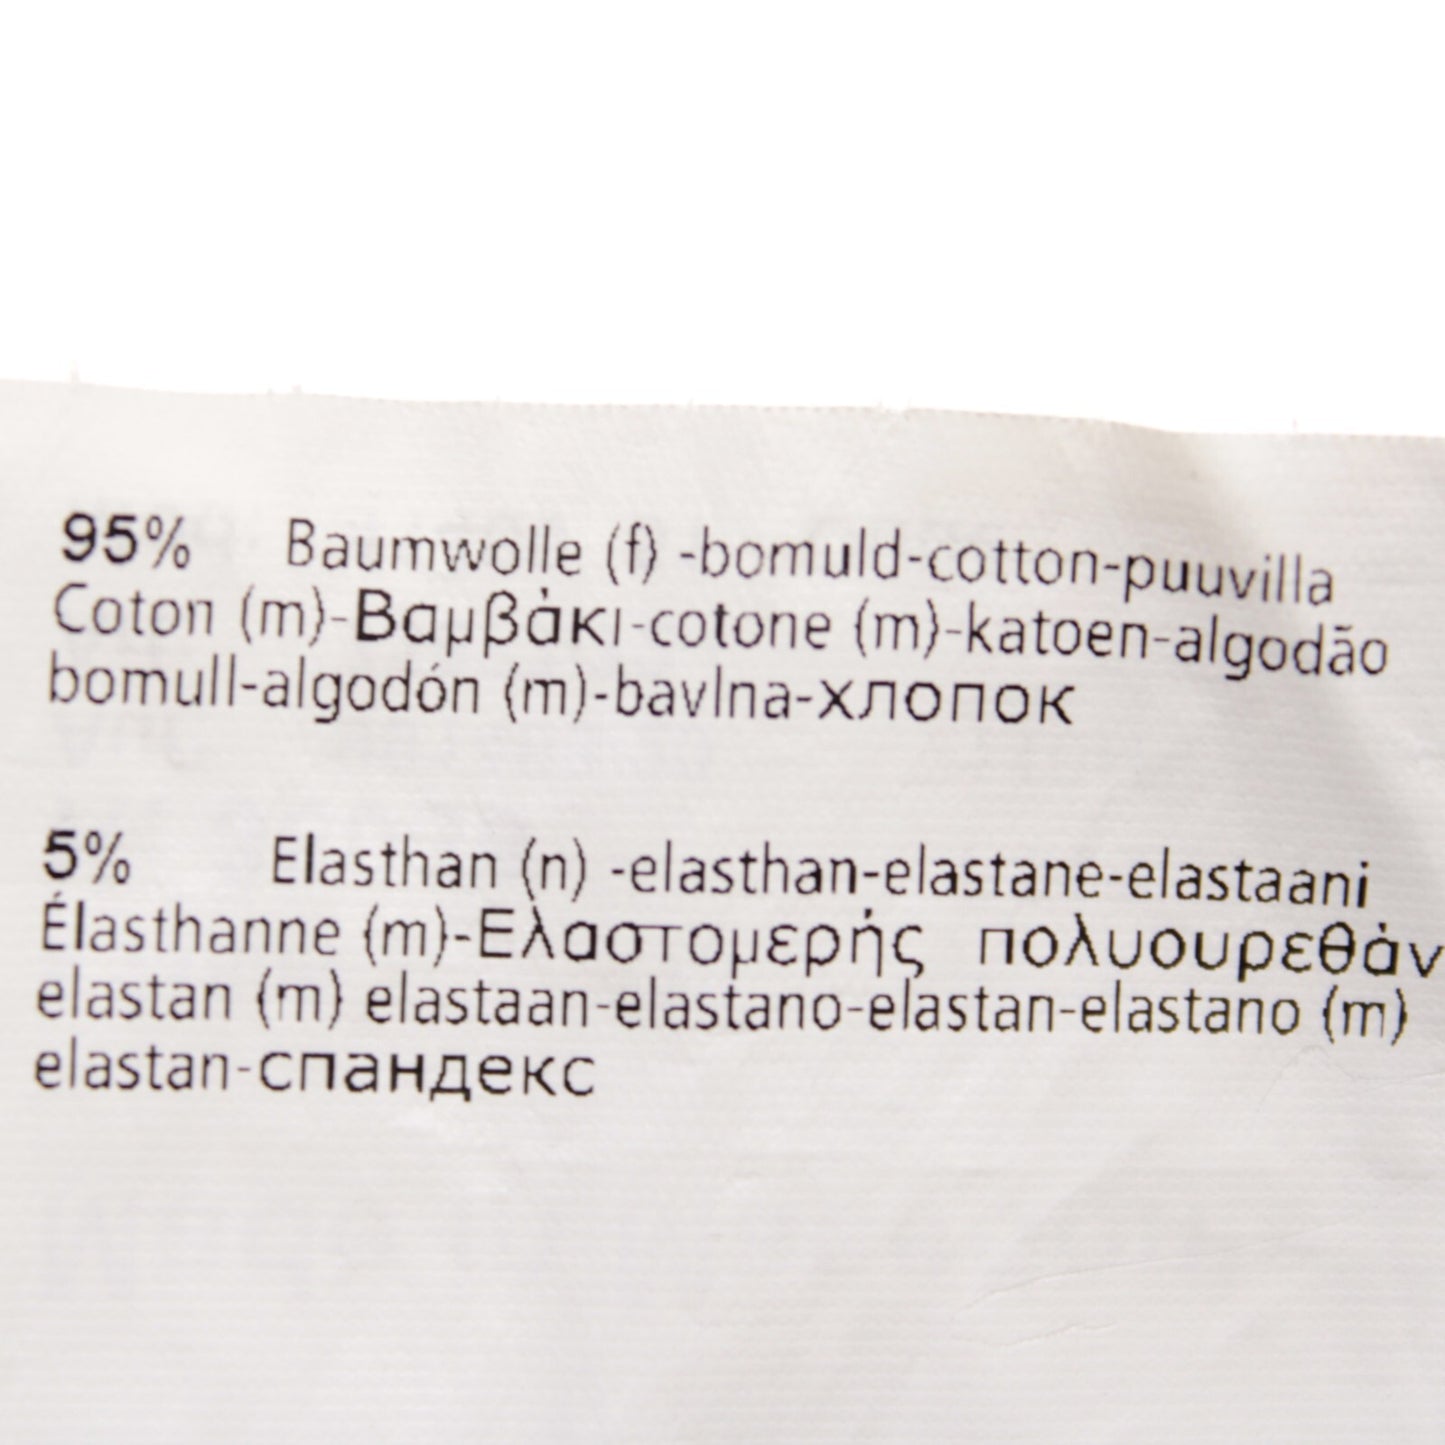 95% Baumwolle (f) -bomuld-cotton-puuvilla
Coton (m)-Βαμβάκι-cotone (m)-katoen-algodão
bomull-algodón (m)-bavlna-хлопок
5% Elasthan (n) -elasthan-elastane-elastaani
Élasthanne (m)-Ελαστομερής πολυουρεθάν
elastan (m) elastaan-elastano-elastan-elastano (m)
elastan-спандекс